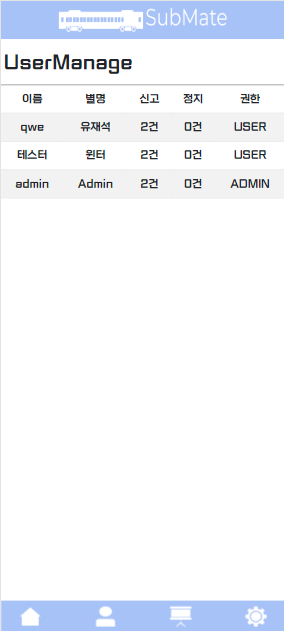 SubMate
UserManage
이름 별명 신고 정지 권한
qwe 유재석 2건 0건 USER
테스터 윈터 2건 0건 USER
admin Admin 2건 0건 ADMIN